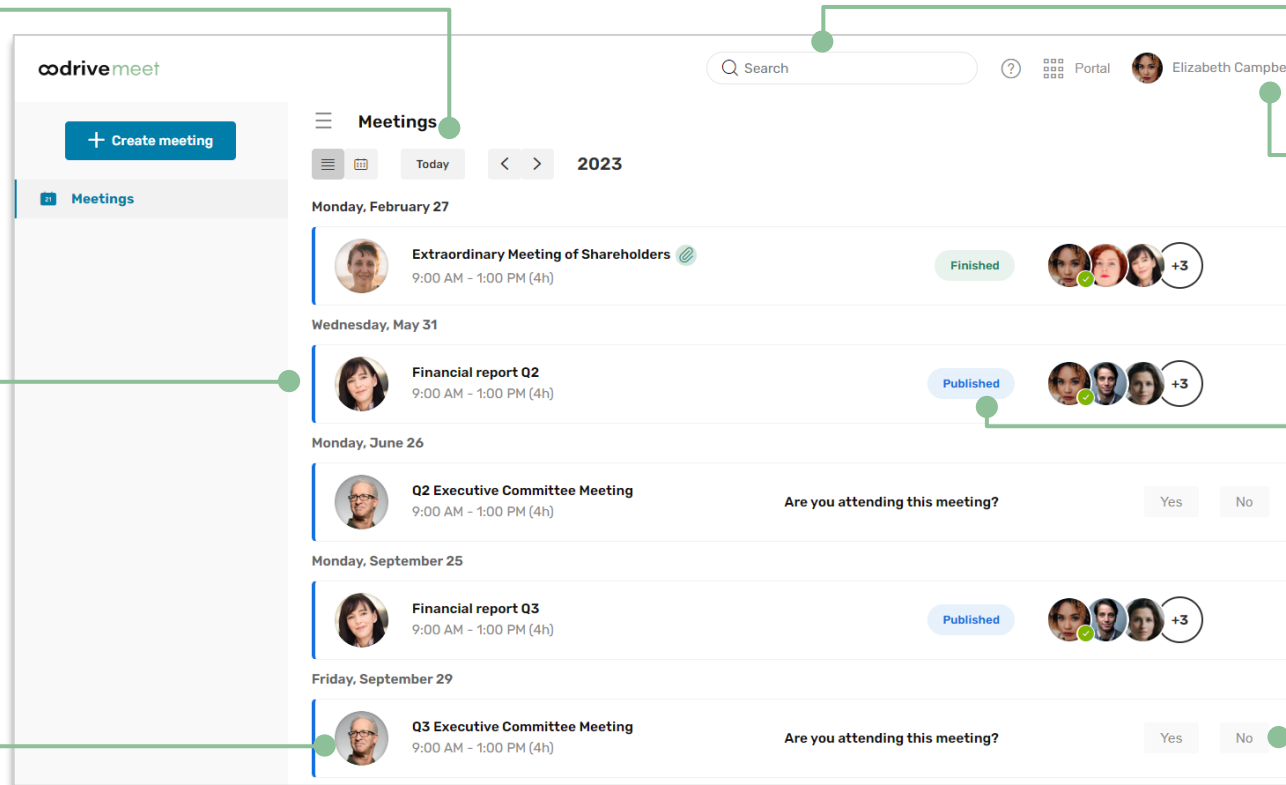 oodrive meet
Search
?
Portal
Elizabeth Campbe
+ Create meeting
Meetings
21
Meetings
Today
< >
2023
Monday, February 27
Extraordinary Meeting of Shareholders
9:00 AM - 1:00 PM (4h)
Finished
+3
Wednesday, May 31
Financial report Q2
9:00 AM - 1:00 PM (4h)
Published
+3
Monday, June 26
Q2 Executive Committee Meeting
9:00 AM - 1:00 PM (4h)
Are you attending this meeting?
Yes
No
Monday, September 25
Financial report Q3
9:00 AM - 1:00 PM (4h)
Published
+3
Friday, September 29
Q3 Executive Committee Meeting
9:00 AM - 1:00 PM (4h)
Are you attending this meeting?
Yes
No